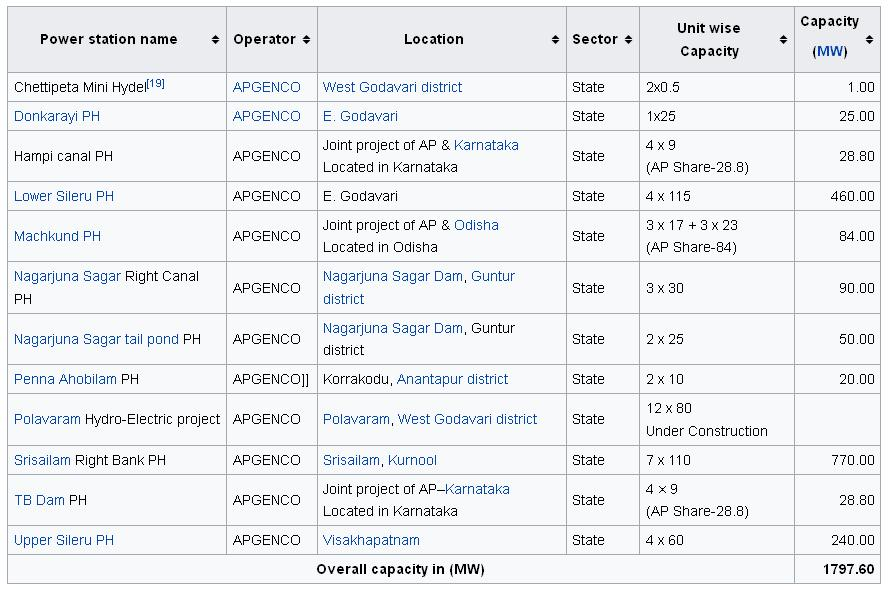 Power station name Operator Location Sector Unit wise Capacity Capacity (MW)
Chettipeta Mini Hydel[19] APGENCO West Godavari district State 2x0.5 1.00
Donkarayi PH APGENCO E. Godavari State 1x25 25.00
Hampi canal PH APGENCO Joint project of AP & Karnataka Located in Karnataka State 4 x 9 (AP Share-28.8) 28.80
Lower Sileru PH APGENCO E. Godavari State 4 x 115 460.00
Machkund PH APGENCO Joint project of AP & Odisha Located in Odisha State 3 x 17 + 3 x 23 (AP Share-84) 84.00
Nagarjuna Sagar Right Canal PH APGENCO Nagarjuna Sagar Dam, Guntur district State 3 x 30 90.00
Nagarjuna Sagar tail pond PH APGENCO Nagarjuna Sagar Dam, Guntur district State 2 x 25 50.00
Penna Ahobilam PH APGENCO]] Korrakodu, Anantapur district State 2 x 10 20.00
Polavaram Hydro-Electric project APGENCO Polavaram, West Godavari district State 12 x 80 Under Construction
Srisailam Right Bank PH APGENCO Srisailam, Kurnool State 7 x 110 770.00
TB Dam PH APGENCO Joint project of AP–Karnataka Located in Karnataka State 4 × 9 (AP Share-28.8) 28.80
Upper Sileru PH APGENCO Visakhapatnam State 4 x 60 240.00
Overall capacity in (MW) 1797.60